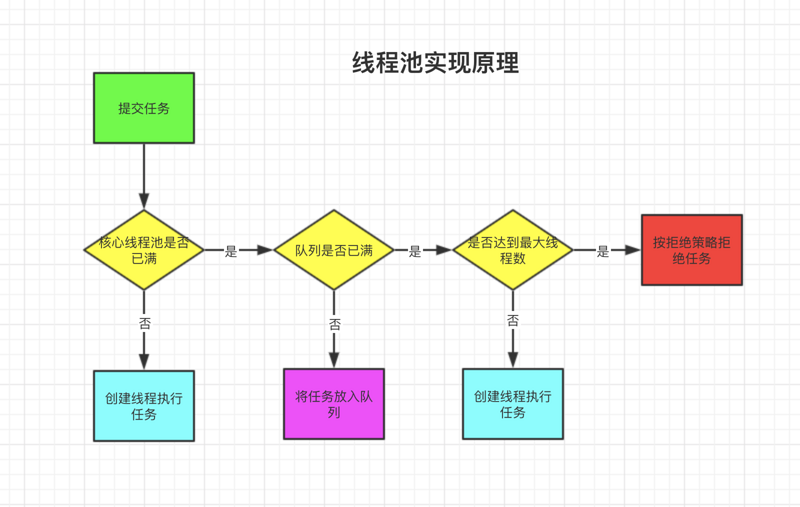 线程池实现原理
提交任务
核心线程池是否
已满
是
队列是否已满
是
是否达到最大线
程数
是
按拒绝策略拒
绝任务
否
否
否
创建线程执行
任务
将任务放入队
列
创建线程执行
任务